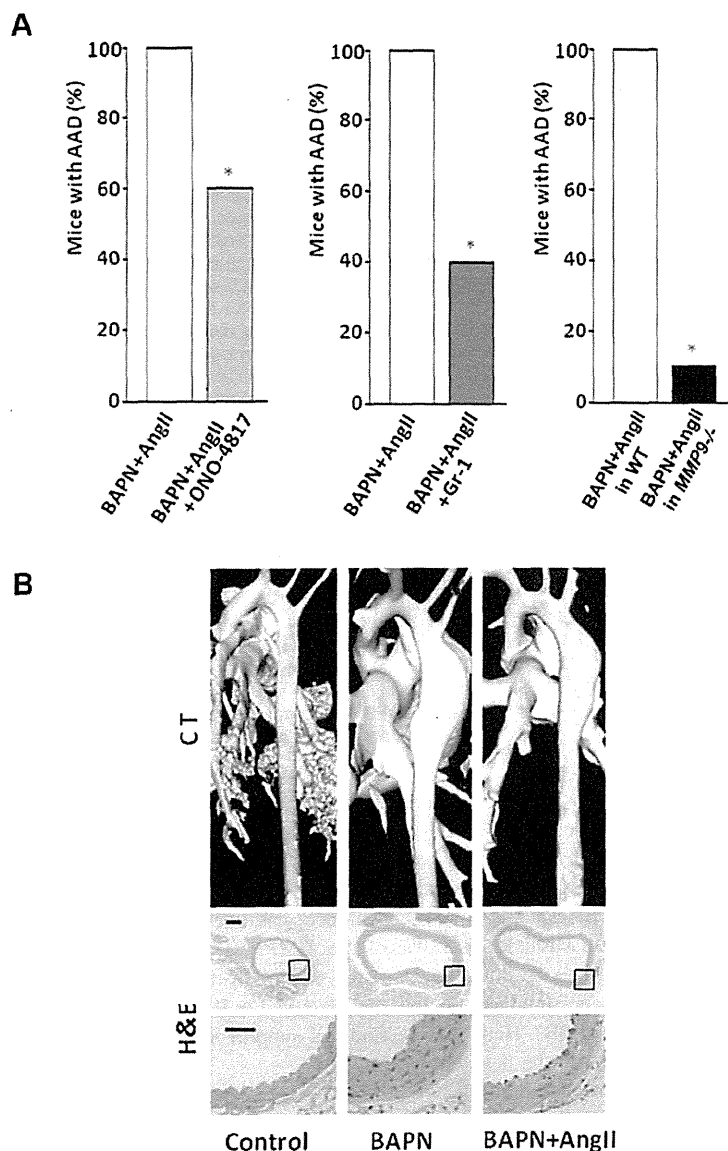 A
Mice with AAD (%)
100
80
60
40
20
0
*
BAPN+AngII
BAPN+AngII
+ONO-4817
Mice with AAD (%)
100
80
60
40
20
0
*
BAPN+AngII
BAPN+AngII
+Gr-1
Mice with AAD (%)
100
80
60
40
20
0
*
BAPN+AngII
in WT
BAPN+AngII
in MMP9-/-
B
CT
H&E
Control
BAPN
BAPN+AngII